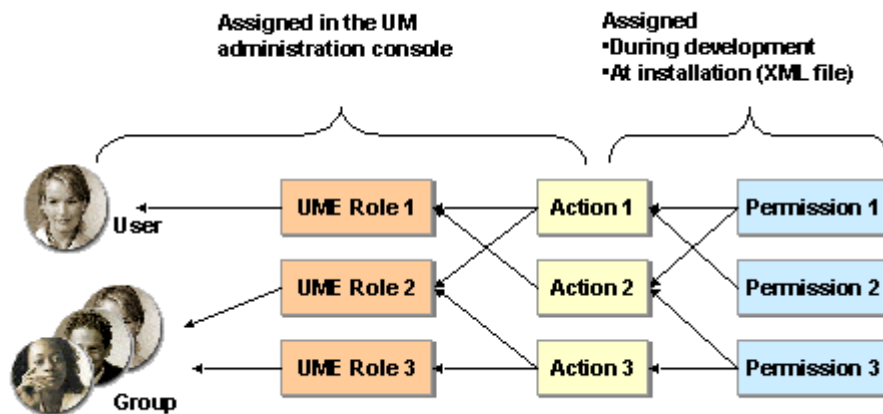 Assigned in the UM
administration console
Assigned
•During development
•At installation (XML file)
User
UME Role 1
Action 1
Permission 1
UME Role 2
Action 2
Permission 2
UME Role 3
Action 3
Permission 3
Group